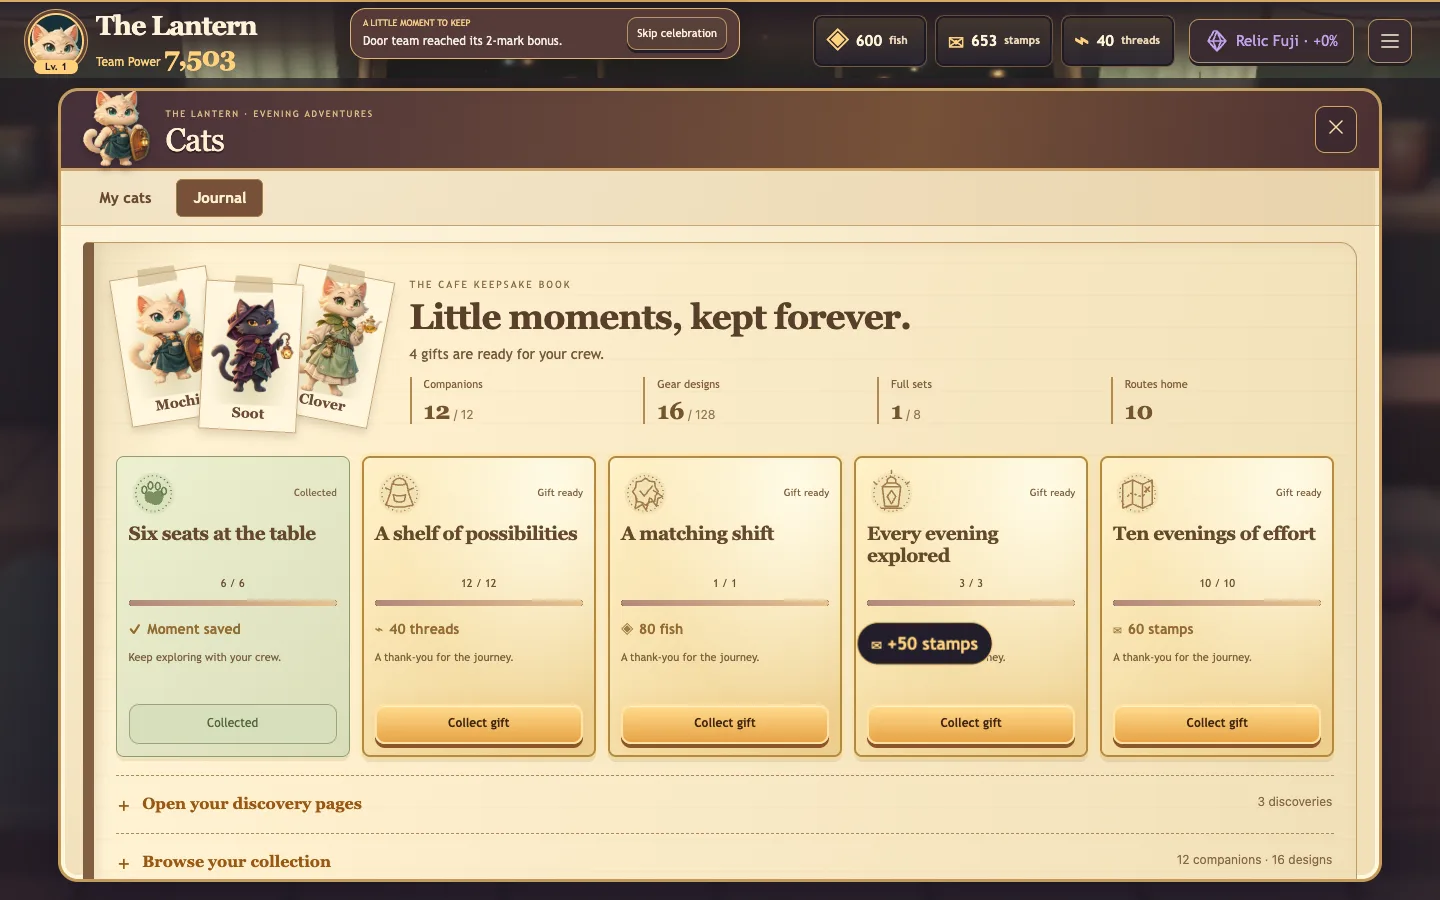 The Lantern
Lv. 1
Team Power 7,503
A LITTLE MOMENT TO KEEP
Door team reached its 2-mark bonus.
Skip celebration
600 fish
653 stamps
40 threads
Relic Fuji · +0%
THE LANTERN · EVENING ADVENTURES
Cats
My cats
Journal
Mochi
Soot
Clover
THE CAFE KEEPSAKE BOOK
Little moments, kept forever.
4 gifts are ready for your crew.
Companions
12 / 12
Gear designs
16 / 128
Full sets
1 / 8
Routes home
10
Collected
Six seats at the table
6 / 6
Moment saved
Keep exploring with your crew.
Collected
Gift ready
A shelf of possibilities
12 / 12
40 threads
A thank-you for the journey.
Collect gift
Gift ready
A matching shift
1 / 1
80 fish
A thank-you for the journey.
Collect gift
Gift ready
Every evening
explored
3 / 3
+50 stamps
Collect gift
Gift ready
Ten evenings of effort
10 / 10
60 stamps
A thank-you for the journey.
Collect gift
+ Open your discovery pages
3 discoveries
+ Browse your collection
12 companions · 16 designs